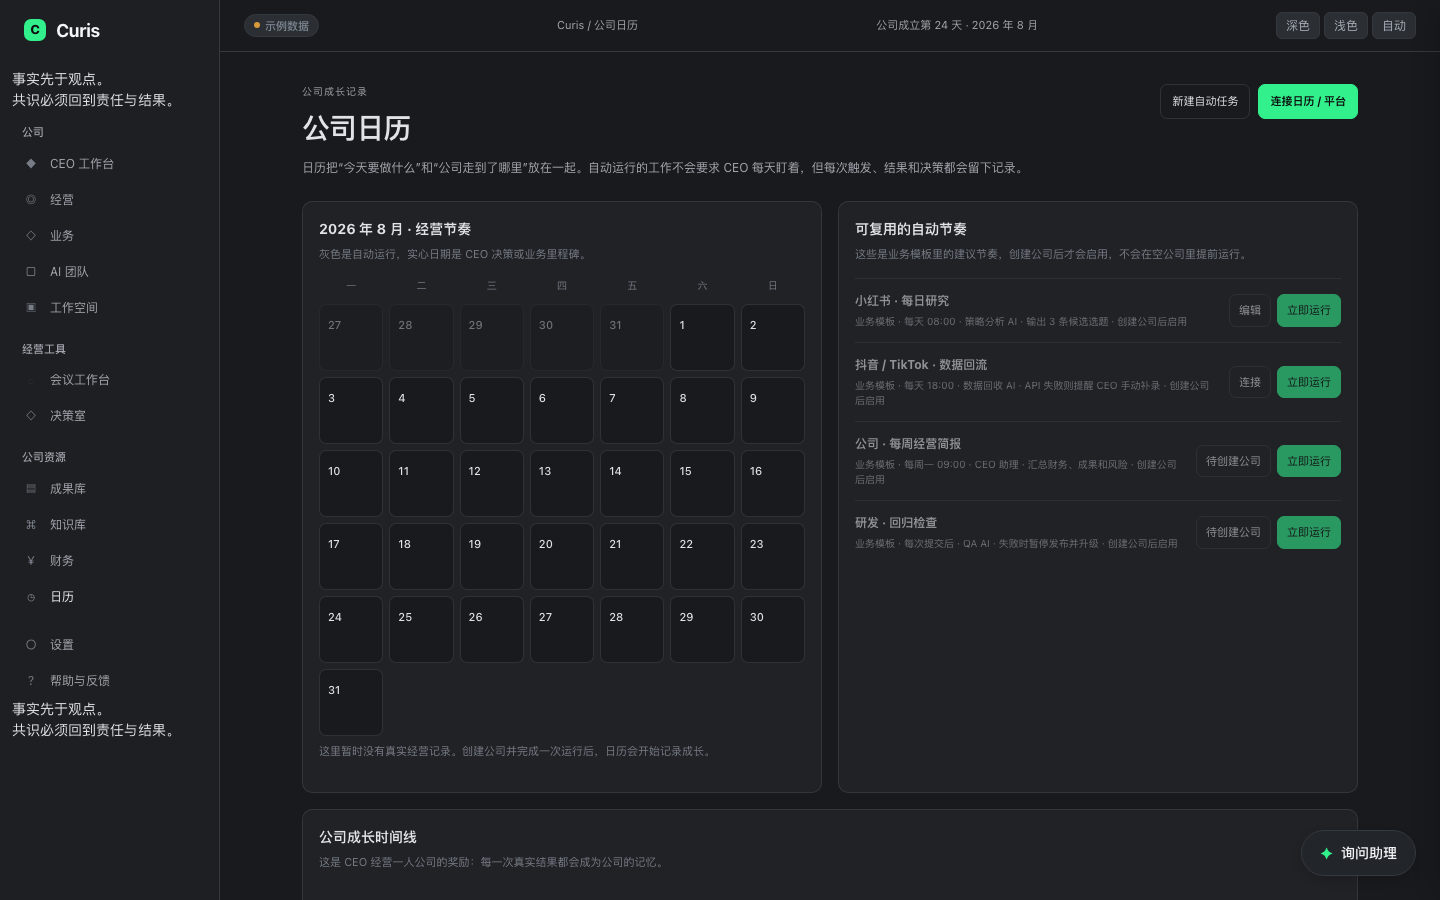 C Curis
事实先于观点。
共识必须回到责任与结果。
公司
CEO 工作台
经营
业务
AI 团队
工作空间
经营工具
会议工作台
决策室
公司资源
成果库
知识库
¥ 财务
日历
设置
? 帮助与反馈
事实先于观点。
共识必须回到责任与结果。
示例数据
Curis / 公司日历
公司成立第 24 天 · 2026 年 8 月
深色
浅色
自动
公司成长记录
公司日历
日历把“今天要做什么”和“公司走到了哪里”放在一起。自动运行的工作不会要求 CEO 每天盯着，但每次触发、结果和决策都会留下记录。
新建自动任务
连接日历 / 平台
2026 年 8 月 · 经营节奏
灰色是自动运行，实心日期是 CEO 决策或业务里程碑。
一 二 三 四 五 六 日
27 28 29 30 31 1 2
3 4 5 6 7 8 9
10 11 12 13 14 15 16
17 18 19 20 21 22 23
24 25 26 27 28 29 30
31
这里暂时没有真实经营记录。创建公司并完成一次运行后，日历会开始记录成长。
可复用的自动节奏
这些是业务模板里的建议节奏，创建公司后才会启用，不会在空公司里提前运行。
小红书 · 每日研究
业务模板 · 每天 08:00 · 策略分析 AI · 输出 3 条候选选题 · 创建公司后启用
编辑
立即运行
抖音 / TikTok · 数据回流
业务模板 · 每天 18:00 · 数据回收 AI · API 失败则提醒 CEO 手动补录 · 创建公司
后启用
连接
立即运行
公司 · 每周经营简报
业务模板 · 每周一 09:00 · CEO 助理 · 汇总财务、成果和风险 · 创建公司
后启用
待创建公司
立即运行
研发 · 回归检查
业务模板 · 每次提交后 · QA AI · 失败时暂停发布并升级 · 创建公司后启用
待创建公司
立即运行
公司成长时间线
这是 CEO 经营一人公司的奖励：每一次真实结果都会成为公司的记忆。
询问助理